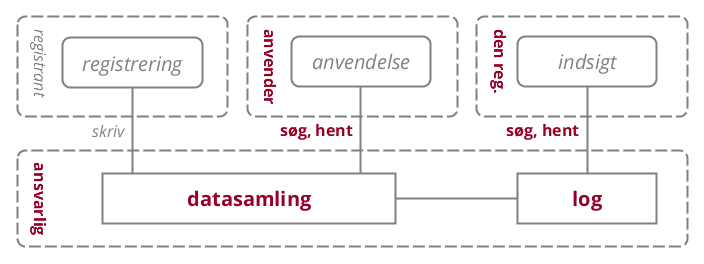 registrant
registrering
anvender
anvendelse
den reg.
indsigt
skriv
søg, hent
søg, hent
ansvarlig
datasamling
log